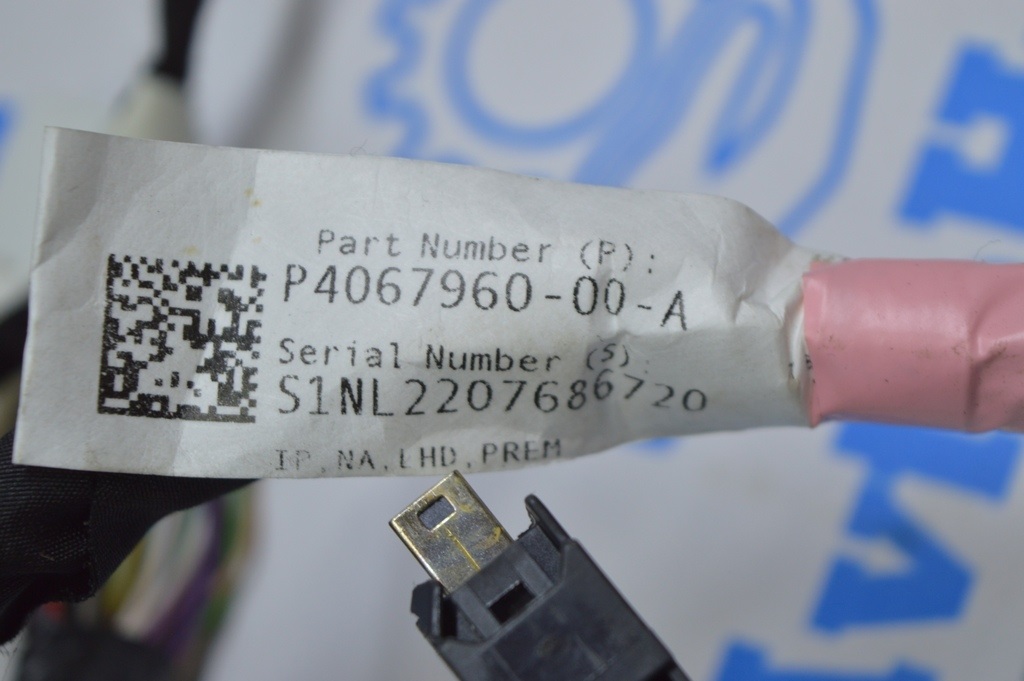 Part Number (P):
P4067960-00-A
Serial Number (S):
S1NL2207686720
IP, NA, LHD, PREM